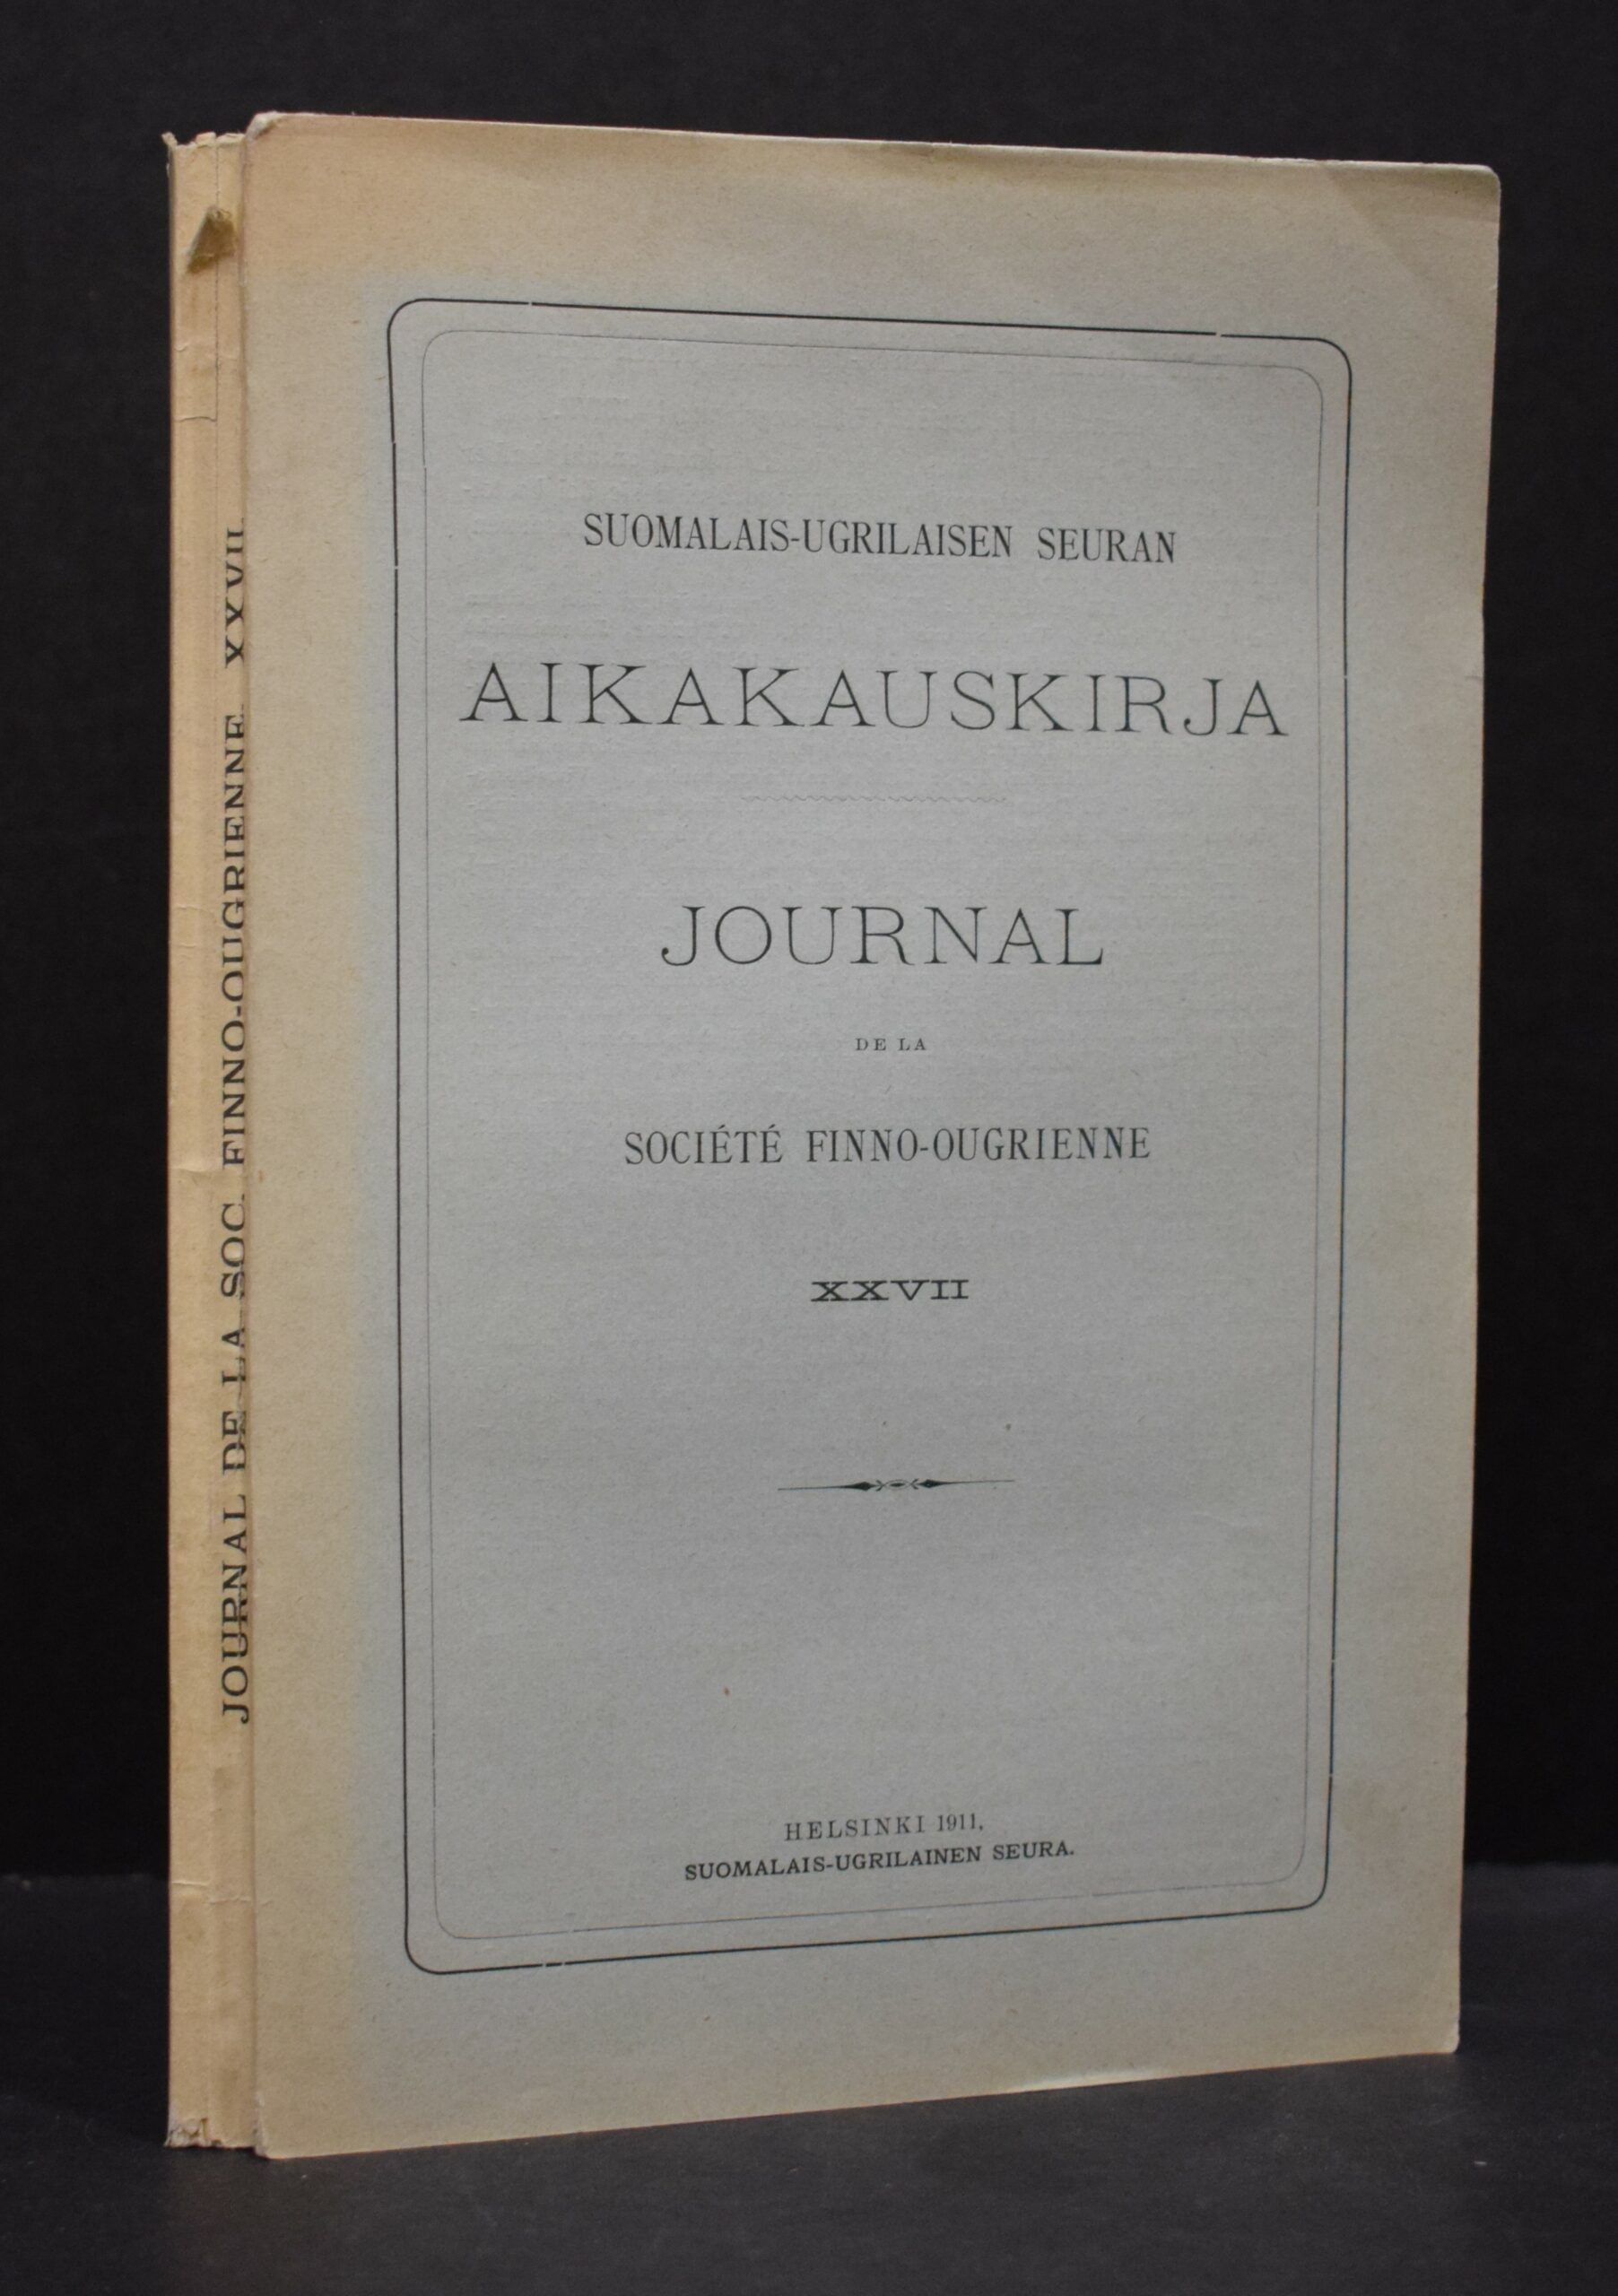 JOURNAL DE LA SOC. FINNO-OUGRIENNE. XXVII.
SUOMALAIS-UGRILAISEN SEURAN
AIKAKAUSKIRJA
JOURNAL
DE LA
SOCIÉTÉ FINNO-OUGRIENNE
XXVII
HELSINKI 1911.
SUOMALAIS-UGRILAINEN SEURA.